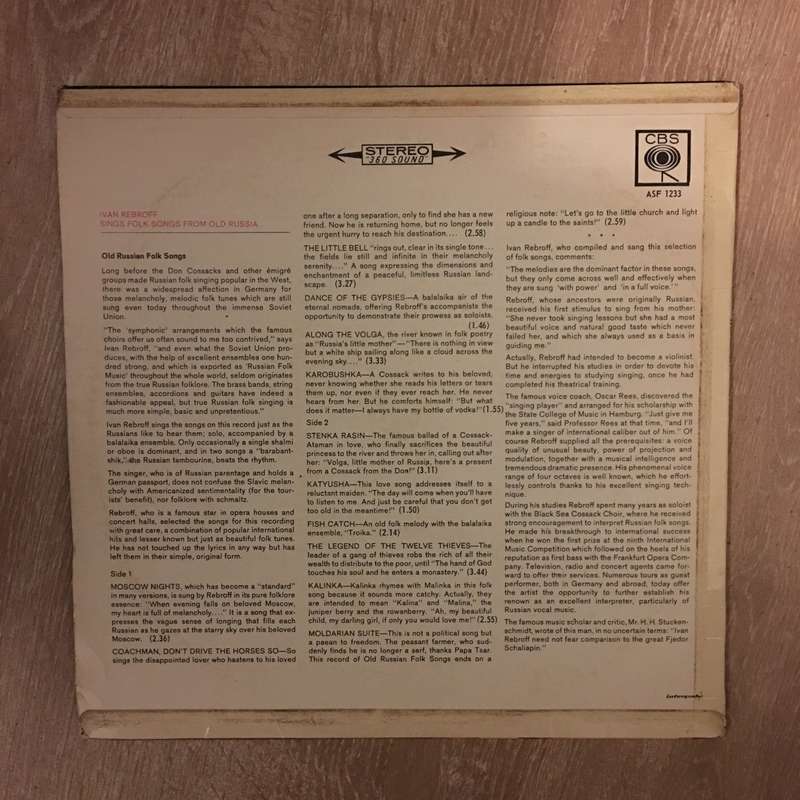 STEREO
"360 SOUND"
CBS
ASF 1233
IVAN REBROFF
SINGS FOLK SONGS FROM OLD RUSSIA
Old Russian Folk Songs
Long before the Don Cossacks and other émigré
groups made Russian folk singing popular in the West,
there was a widespread affection in Germany for
those melancholy, melodic folk tunes which are still
sung even today throughout the immense Soviet
Union.
"The 'symphonic' arrangements which the famous
choirs offer us often sound to me too contrived," says
Ivan Rebroff, "and even what the Soviet Union pro-
duces, with the help of excellent ensembles one hun-
dred strong, and which is exported as 'Russian Folk
Music' throughout the whole world, seldom originates
from the true Russian folklore. The brass bands, string
ensembles, accordions and guitars have indeed a
fashionable appeal, but true Russian folk singing is
much more simple, basic and unpretentious."
Ivan Rebroff sings the songs on this record just as the
Russians like to hear them; solo, accompanied by a
balalaika ensemble. Only occasionally a single shalmi
or oboe is dominant, and in two songs a "barabant-
shik," the Russian tambourine, beats the rhythm.
The singer, who is of Russian parentage and holds a
German passport, does not confuse the Slavic melan-
choly with Americanized sentimentality (for the tour-
ists' benefit), nor folklore with schmaltz.
Rebroff, who is a famous star in opera houses and
concert halls, selected the songs for this recording
with great care, a combination of popular international
hits and lesser known but just as beautiful folk tunes.
He has not touched up the lyrics in any way but has
left them in their simple, original form.
Side 1
MOSCOW NIGHTS, which has become a "standard"
in many versions, is sung by Rebroff in its pure folklore
essence: "When evening falls on beloved Moscow,
my heart is full of melancholy...." It is a song that ex-
presses the vague sense of longing that fills each
Russian as he gazes at the starry sky over his beloved
Moscow. (2.36)
COACHMAN, DON'T DRIVE THE HORSES SO—So
sings the disappointed lover who hastens to his loved
one after a long separation, only to find she has a new
friend. Now he is returning home, but no longer feels
the urgent hurry to reach his destination.... (2.58)
THE LITTLE BELL "rings out, clear in its single tone...
the fields lie still and infinite in their melancholy
serenity...." A song expressing the dimensions and
enchantment of a peaceful, limitless Russian land-
scape. (3.27)
DANCE OF THE GYPSIES—A balalaika air of the
eternal nomads, offering Rebroff's accompanists the
opportunity to demonstrate their prowess as soloists.
(1.46)
ALONG THE VOLGA, the river known in folk poetry
as "Russia's little mother"—"There is nothing in view
but a white ship sailing along like a cloud across the
evening sky...." (3.33)
KAROBUSHKA—A Cossack writes to his beloved,
never knowing whether she reads his letters or tears
them up, nor even if they ever reach her. He never
hears from her. But he comforts himself: "But what
does it matter—I always have my bottle of vodka!" (1.55)
Side 2
STENKA RASIN—The famous ballad of a Cossack-
Ataman in love, who finally sacrifices the beautiful
princess to the river and throws her in, calling out after
her: "Volga, little mother of Russia, here's a present
from a Cossack from the Don!" (3.11)
KATYUSHA—This love song addresses itself to a
reluctant maiden. "The day will come when you'll have
to listen to me. And just be careful that you don't get
too old in the meantime!" (1.50)
FISH CATCH—An old folk melody with the balalaika
ensemble, "Troika." (2.14)
THE LEGEND OF THE TWELVE THIEVES—The
leader of a gang of thieves robs the rich of all their
wealth to distribute to the poor, until "The hand of God
touches his soul and he enters a monastery." (3.44)
KALINKA—Kalinka rhymes with Malinka in this folk
song because it sounds more catchy. Actually, they
are intended to mean "Kalina" and "Malina," the
juniper berry and the rowanberry. "Ah, my beautiful
child, my darling girl, if only you would love me!" (2.55)
MOLDARIAN SUITE—This is not a political song but
a paean to freedom. The peasant farmer, who sud-
denly finds he is no longer a serf, thanks Papa Tsar.
This record of Old Russian Folk Songs ends on a
religious note: "Let's go to the little church and light
up a candle to the saints!" (2.59)
* * *
Ivan Rebroff, who compiled and sang this selection
of folk songs, comments:
"The melodies are the dominant factor in these songs,
but they only come across well and effectively when
they are sung 'with power' and 'in a full voice.'"
Rebroff, whose ancestors were originally Russian,
received his first stimulus to sing from his mother:
"She never took singing lessons but she had a most
beautiful voice and natural good taste which never
failed her, and which she always used as a basis in
guiding me."
Actually, Rebroff had intended to become a violinist.
But he interrupted his studies in order to devote his
time and energies to studying singing, once he had
completed his theatrical training.
The famous voice coach, Oscar Rees, discovered the
"singing player" and arranged for his scholarship with
the State College of Music in Hamburg. "Just give me
five years," said Professor Rees at that time, "and I'll
make a singer of international caliber out of him." Of
course Rebroff supplied all the prerequisites: a voice
quality of unusual beauty, power of projection and
modulation, together with a musical intelligence and
tremendous dramatic presence. His phenomenal voice
range of four octaves is well known, which he effort-
lessly controls thanks to his excellent singing tech-
nique.
During his studies Rebroff spent many years as soloist
with the Black Sea Cossack Choir, where he received
strong encouragement to interpret Russian folk songs.
He made his breakthrough to international success
when he won the first prize at the ninth International
Music Competition which followed on the heels of his
reputation as first bass with the Frankfurt Opera Com-
pany. Television, radio and concert agents came for-
ward to offer their services. Numerous tours as guest
performer, both in Germany and abroad, today offer
the artist the opportunity to further establish his
renown as an excellent interpreter, particularly of
Russian vocal music.
The famous music scholar and critic, Mr. H. H. Stucken-
schmidt, wrote of this man, in no uncertain terms: "Ivan
Rebroff need not fear comparison to the great Fjedor
Schaliapin."